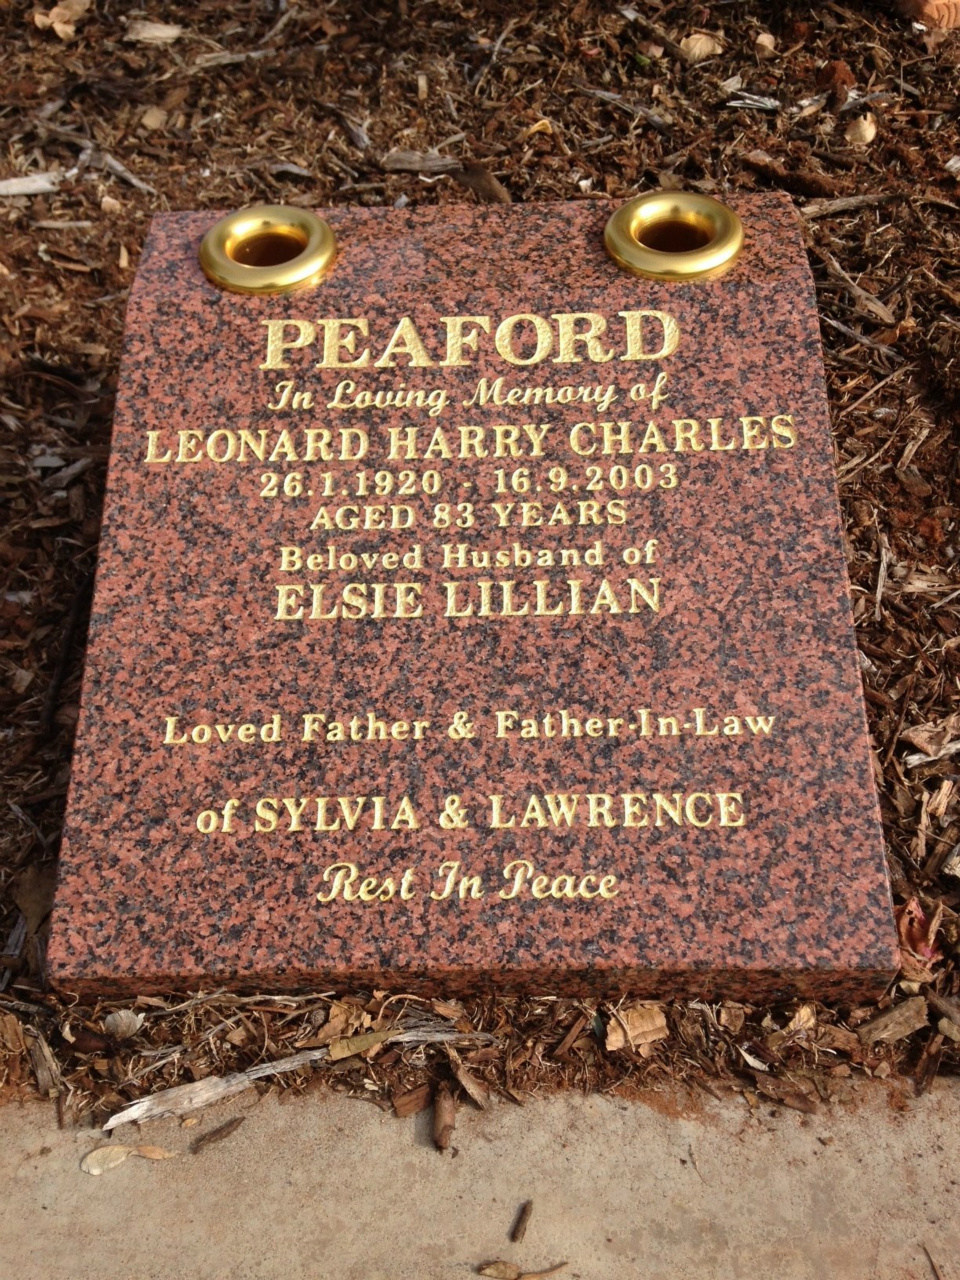 PEAFORD
In Loving Memory of
LEONARD HARRY CHARLES
26.1.1920 - 16.9.2003
AGED 83 YEARS
Beloved Husband of
ELSIE LILLIAN
Loved Father & Father-In-Law
of SYLVIA & LAWRENCE
Rest In Peace